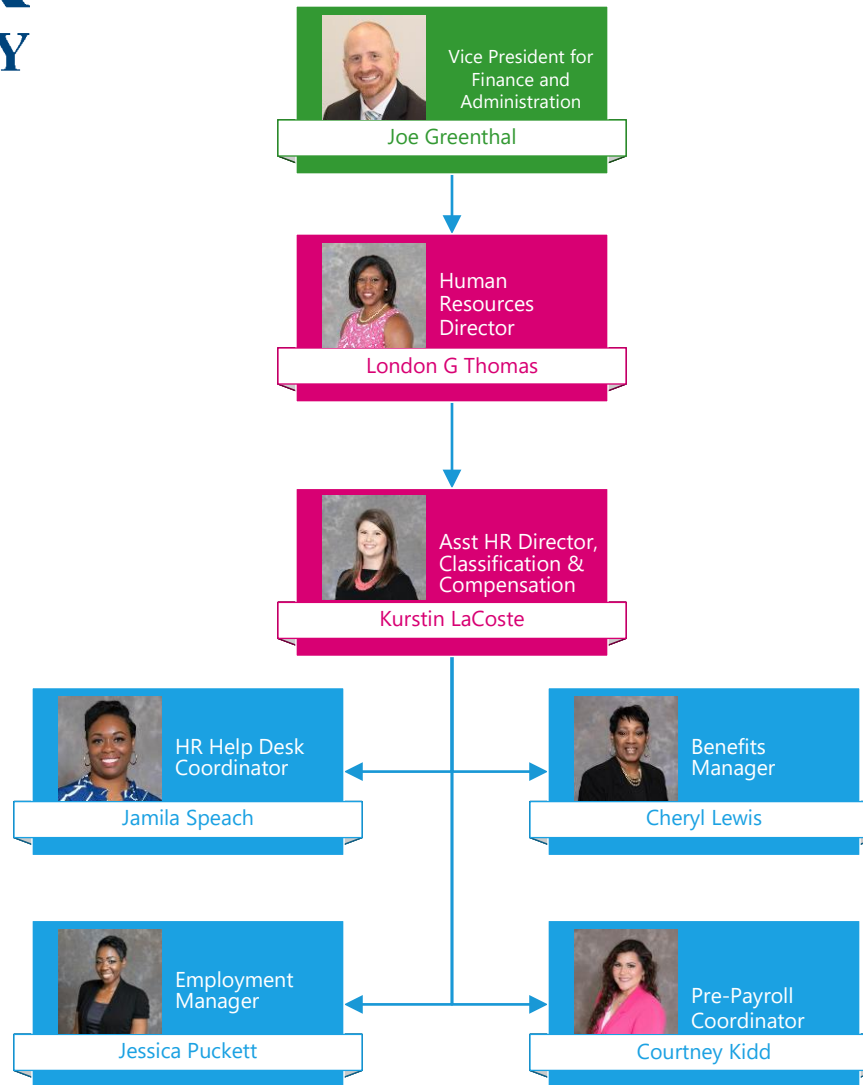 Y
Vice President for
Finance and
Administration
Joe Greenthal
Human
Resources
Director
London G Thomas
Asst HR Director,
Classification &
Compensation
Kurstin LaCoste
HR Help Desk
Coordinator
Jamila Speach
Benefits
Manager
Cheryl Lewis
Employment
Manager
Jessica Puckett
Pre-Payroll
Coordinator
Courtney Kidd